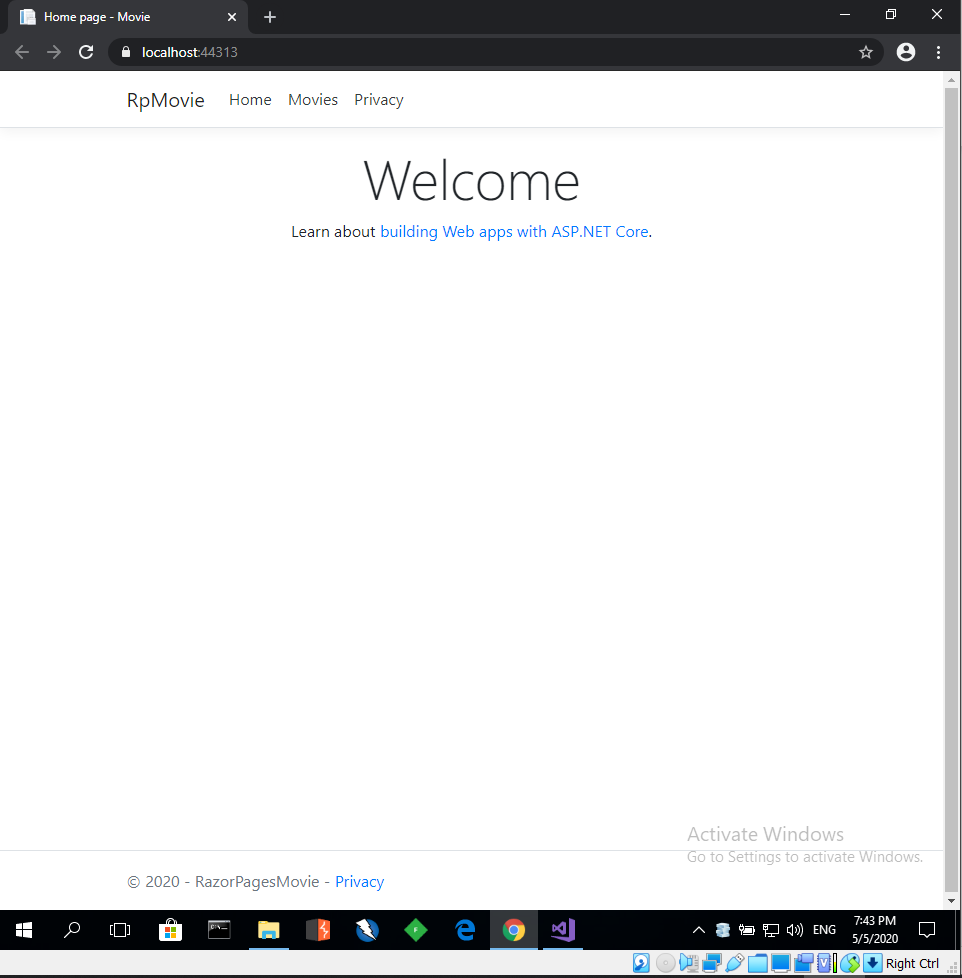 Home page - Movie
localhost:44313
RpMovie Home Movies Privacy
Welcome
Learn about building Web apps with ASP.NET Core.
Activate Windows
Go to Settings to activate Windows.
© 2020 - RazorPagesMovie - Privacy
ENG
7:43 PM
5/5/2020
Right Ctrl